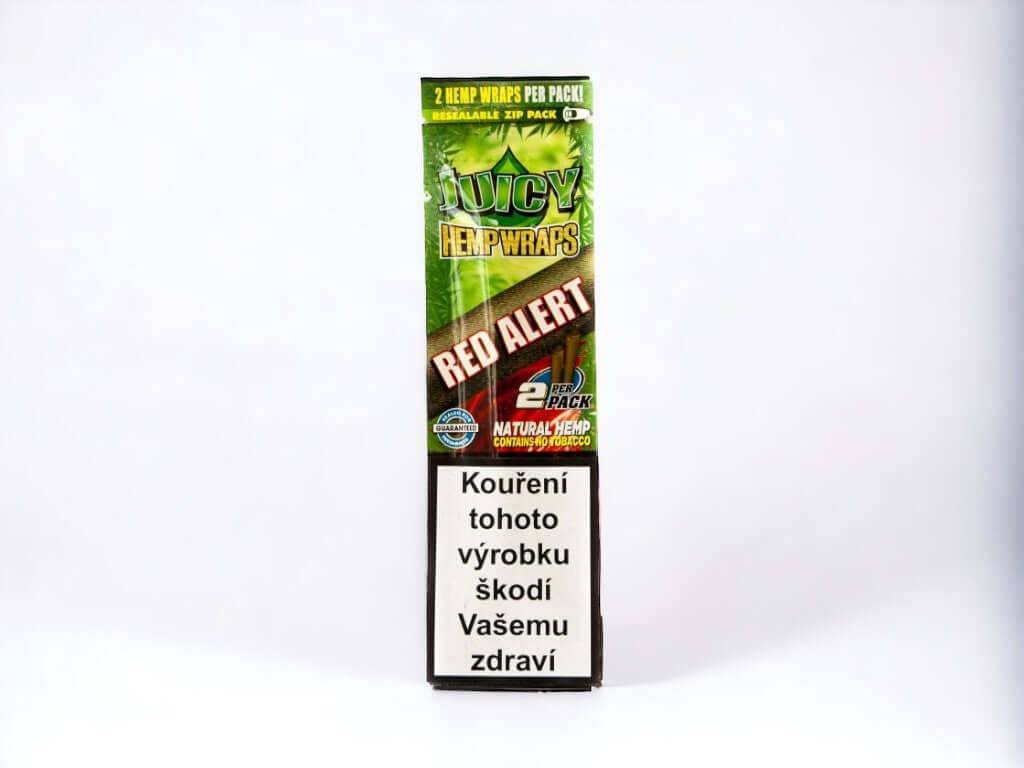 2 HEMP WRAPS PER PACK!
RESEALABLE ZIP PACK
JUICY
HEMP WRAPS
RED ALERT
2 PER
PACK
GUARANTEED
NATURAL HEMP
CONTAINS NO TOBACCO
Kouření
tohoto
výrobku
škodí
Vašemu
zdraví